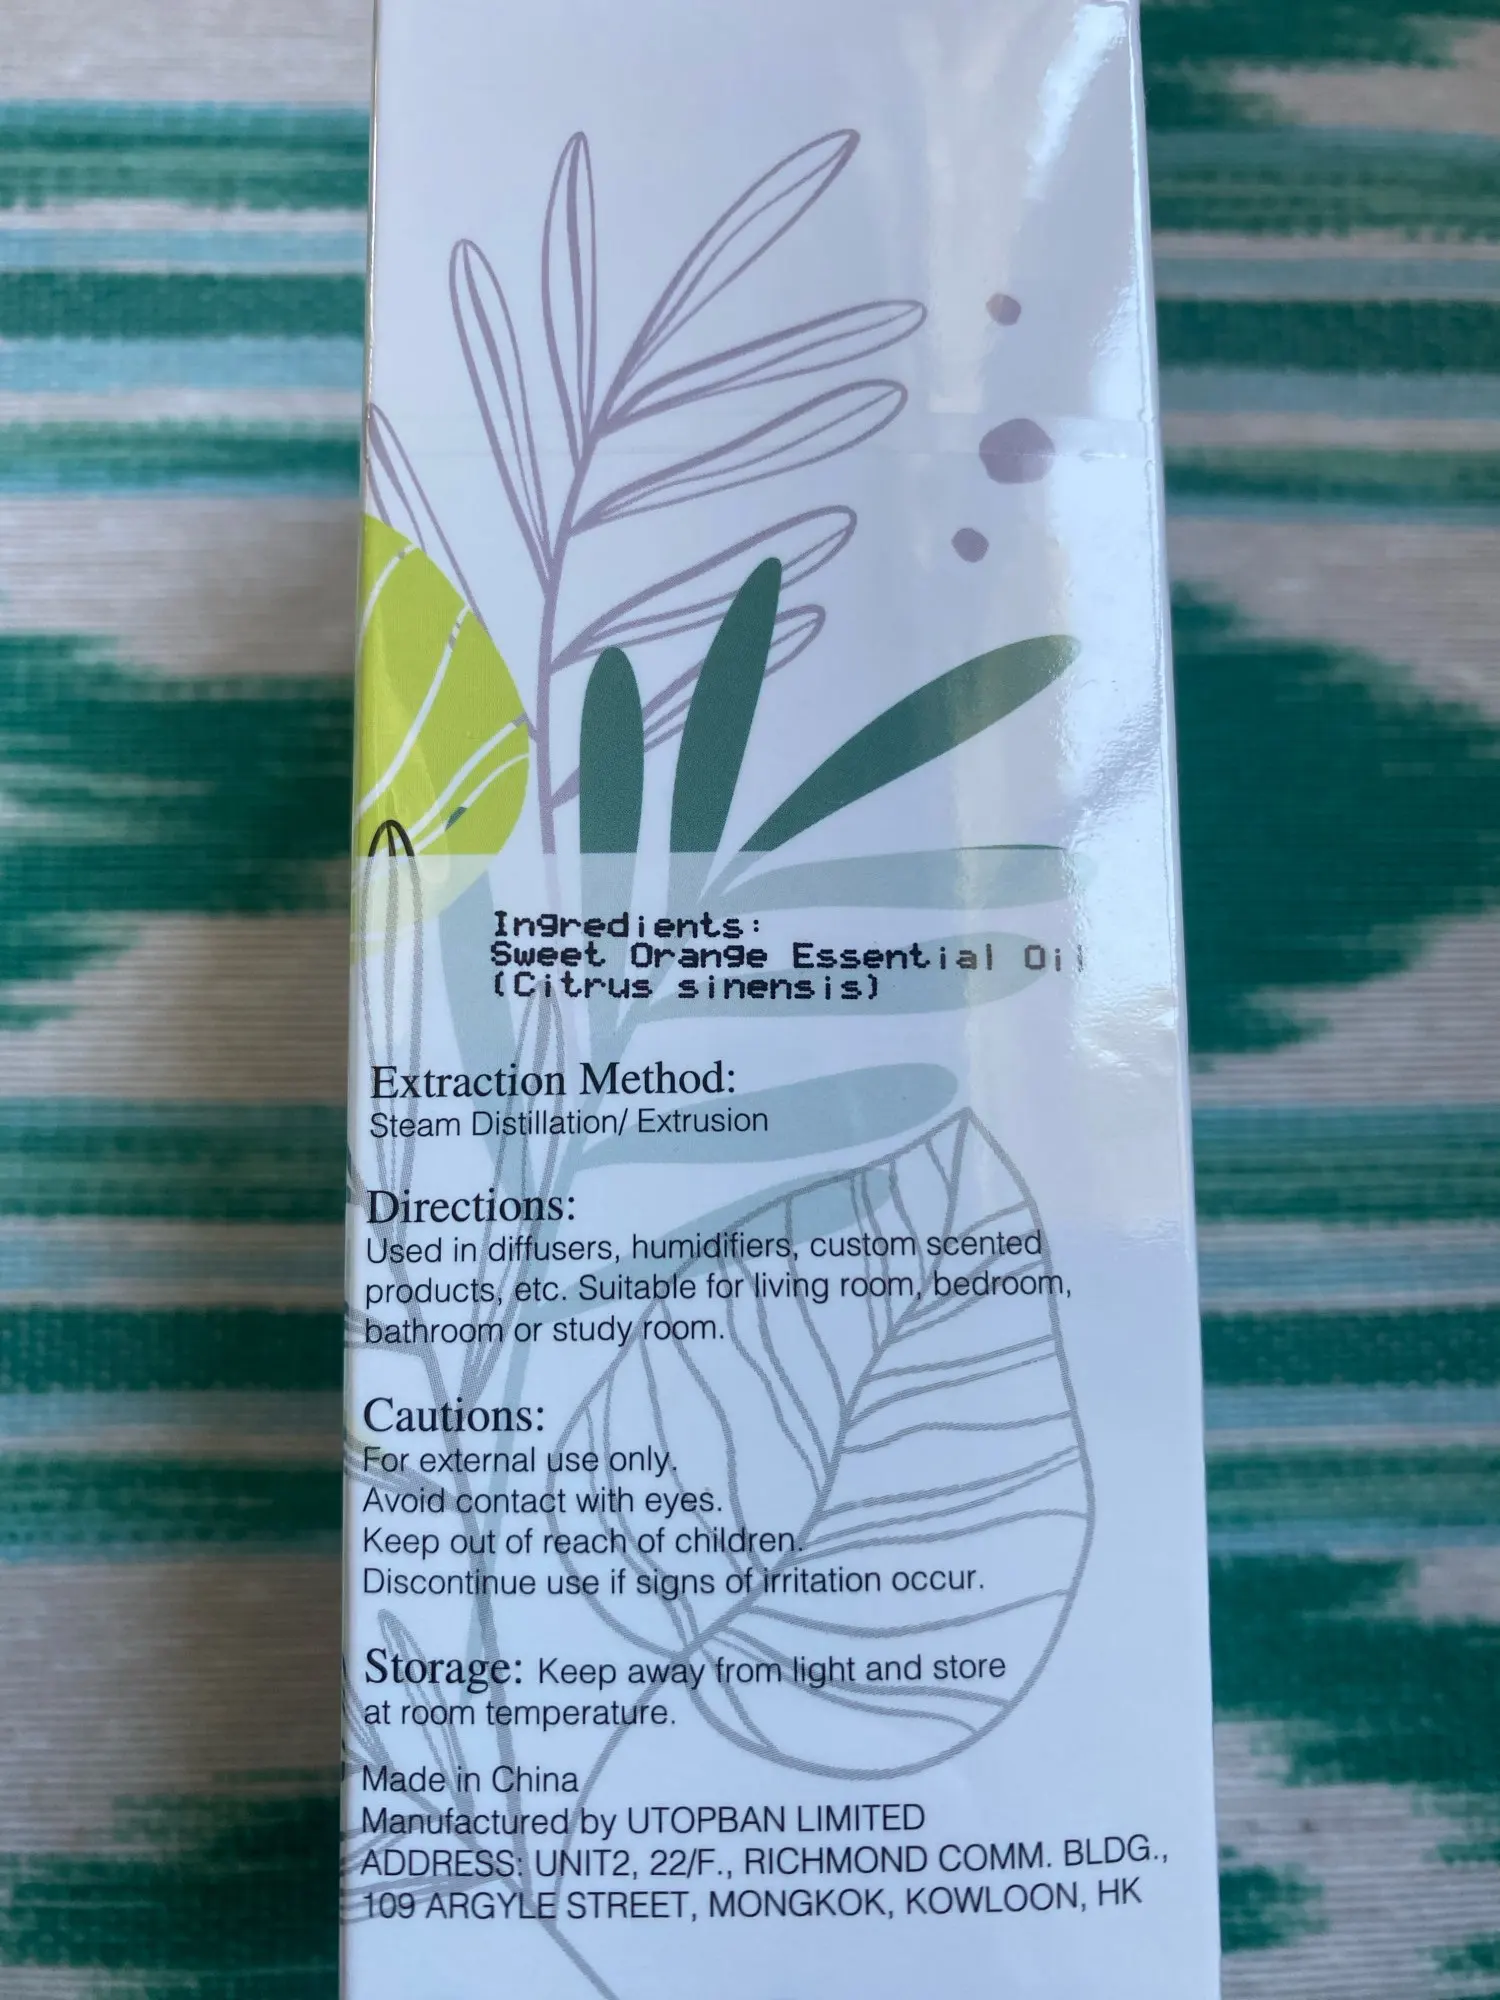 Ingredients:
Sweet Orange Essential Oil
(Citrus sinensis)
Extraction Method:
Steam Distillation/ Extrusion
Directions:
Used in diffusers, humidifiers, custom scented
products, etc. Suitable for living room, bedroom,
bathroom or study room.
Cautions:
For external use only.
Avoid contact with eyes.
Keep out of reach of children.
Discontinue use if signs of irritation occur.
Storage: Keep away from light and store
at room temperature.
Made in China
Manufactured by UTOPBAN LIMITED
ADDRESS: UNIT2, 22/F., RICHMOND COMM. BLDG.,
109 ARGYLE STREET, MONGKOK, KOWLOON, HK